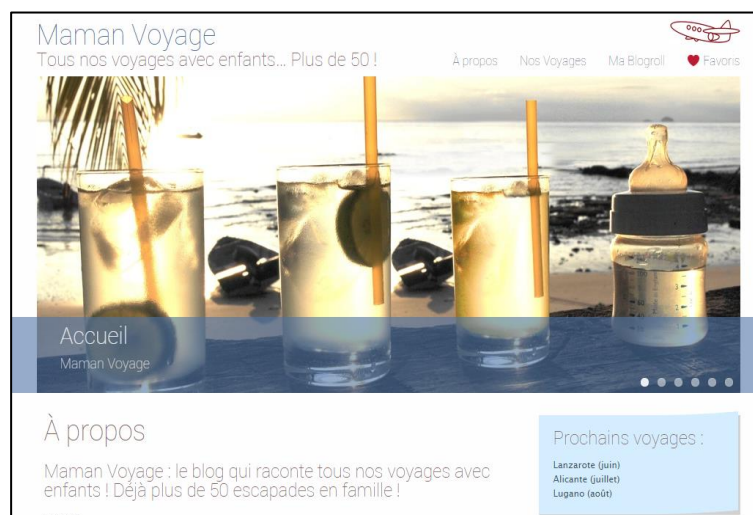 Maman Voyage
Tous nos voyages avec enfants... Plus de 50 !
À propos Nos Voyages Ma Blogroll Favoris
Accueil
Maman Voyage
À propos
Maman Voyage : le blog qui raconte tous nos voyages avec
enfants ! Déjà plus de 50 escapades en famille !
Prochains voyages :
Lanzarote (juin)
Alicante (juillet)
Lugano (août)